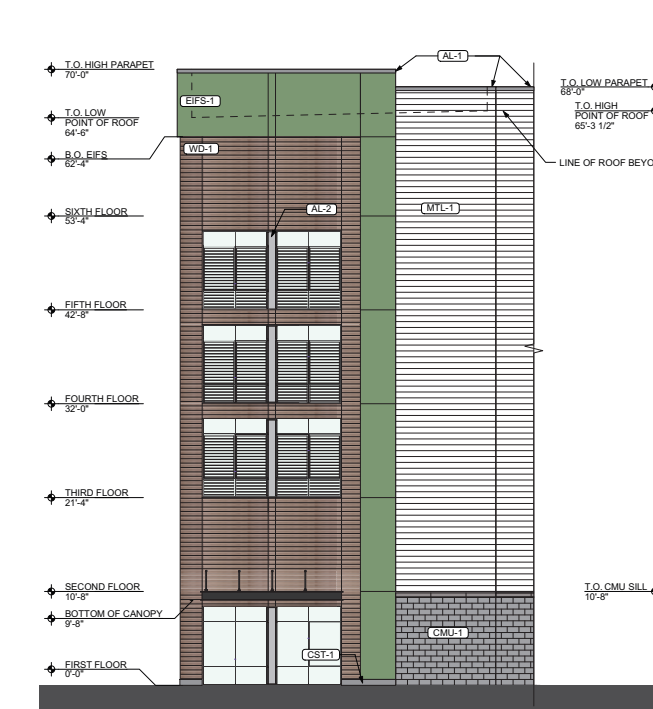 T.O. HIGH PARAPET
70'-0"
T.O. LOW
POINT OF ROOF
64'-6"
B.O. EIFS
62'-4"
SIXTH FLOOR
53'-4"
FIFTH FLOOR
42'-8"
FOURTH FLOOR
32'-0"
THIRD FLOOR
21'-4"
SECOND FLOOR
10'-8"
BOTTOM OF CANOPY
9'-8"
FIRST FLOOR
0'-0"
AL-1
EIFS-1
WD-1
AL-2
MTL-1
CST-1
CMU-1
T.O. LOW PARAPET
68'-0"
T.O. HIGH
POINT OF ROOF
65'-3 1/2"
LINE OF ROOF BEYO
T.O. CMU SILL
10'-8"